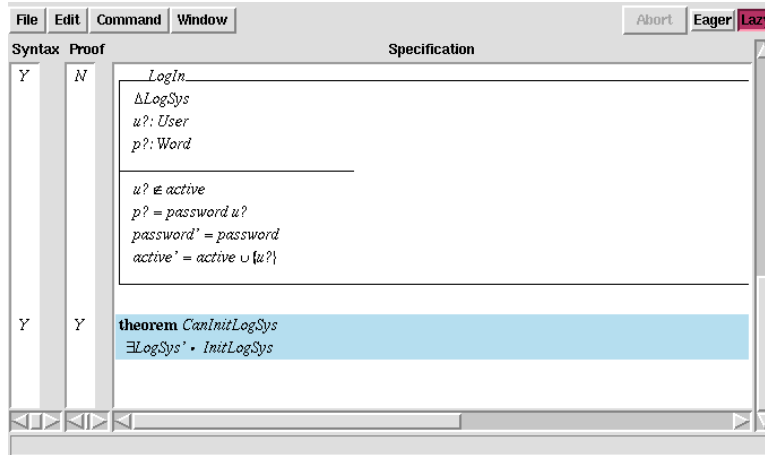 File Edit Command Window Abort Eager Lazy
Syntax Proof Specification
Y N LogIn
ΔLogSys
u?: User
p?: Word
u? ∉ active
p? = password u?
password' = password
active' = active ∪ {u?}
Y Y theorem CanInitLogSys
∃LogSys' • InitLogSys